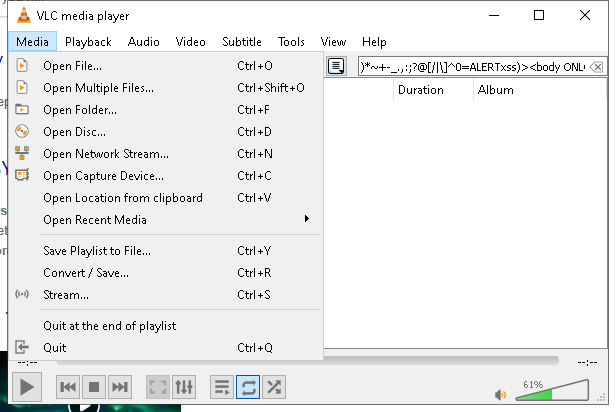 VLC media player
Media Playback Audio Video Subtitle Tools View Help
)*~+-_.,:;?@[/|\]^0=ALERTxss)><body ONL
Duration Album
Open File... Ctrl+O
Open Multiple Files... Ctrl+Shift+O
Open Folder... Ctrl+F
Open Disc... Ctrl+D
Open Network Stream... Ctrl+N
Open Capture Device... Ctrl+C
Open Location from clipboard Ctrl+V
Open Recent Media
Save Playlist to File... Ctrl+Y
Convert / Save... Ctrl+R
Stream... Ctrl+S
Quit at the end of playlist
Quit Ctrl+Q
--:-- --:--
61%